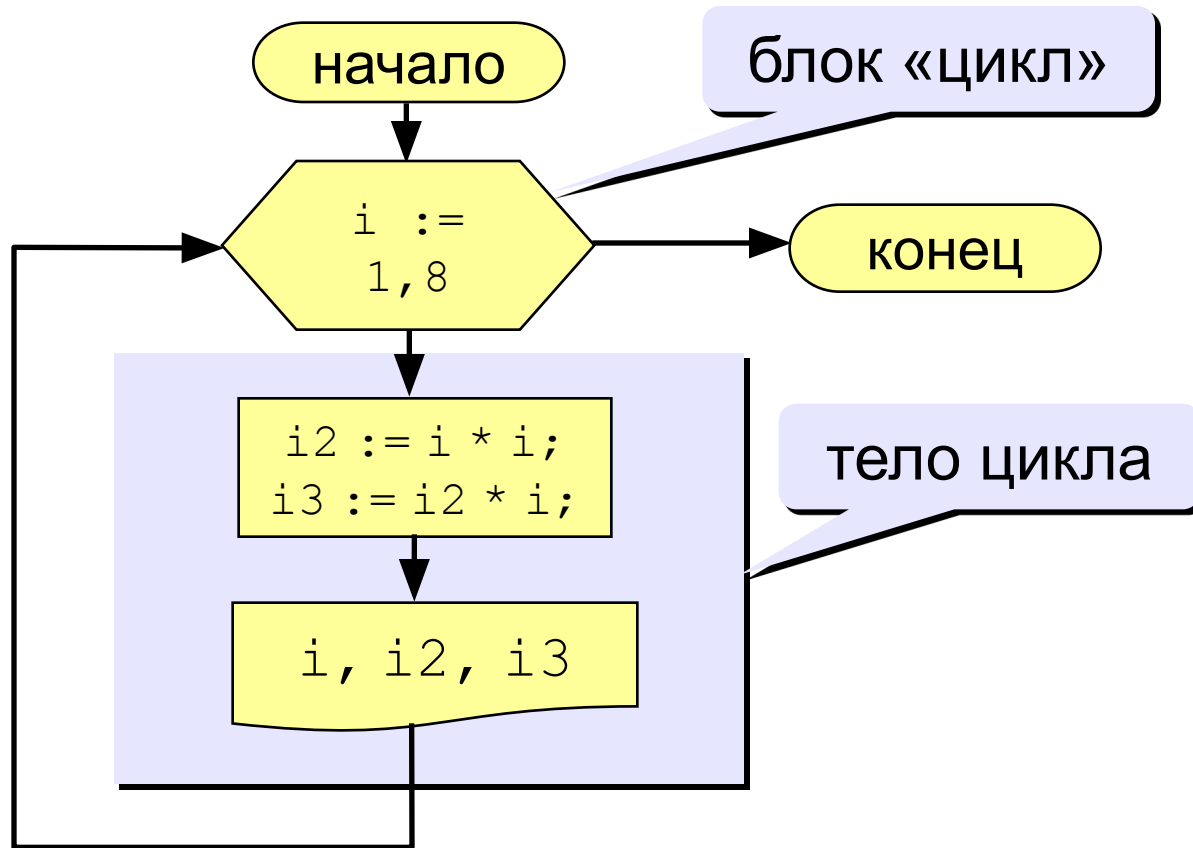 начало
блок «цикл»
i :=
1,8
конец
i2 := i * i;
i3 := i2 * i;
тело цикла
i, i2, i3